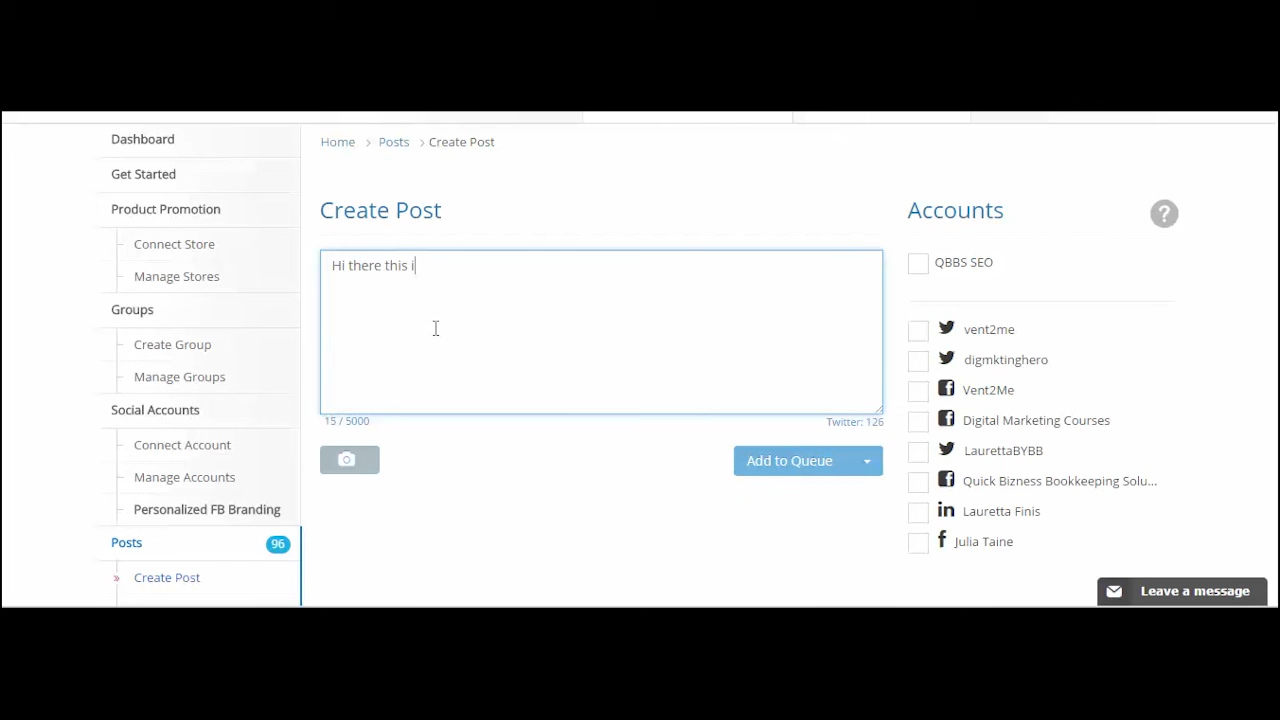 Dashboard
Get Started
Product Promotion
Connect Store
Manage Stores
Groups
Create Group
Manage Groups
Social Accounts
Connect Account
Manage Accounts
Personalized FB Branding
Posts 96
» Create Post
Home > Posts > Create Post
Create Post
Hi there this i
15 / 5000 Twitter: 126
Add to Queue
Accounts ?
QBBS SEO
vent2me
digmktinghero
Vent2Me
Digital Marketing Courses
LaurettaBYBB
Quick Bizness Bookkeeping Solu...
in Lauretta Finis
Julia Taine
Leave a message